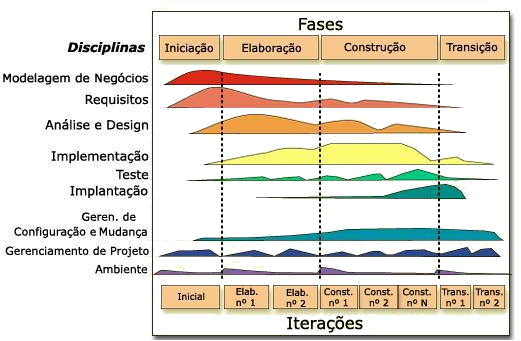 Fases
Disciplinas
Iniciação Elaboração Construção Transição
Modelagem de Negócios
Requisitos
Análise e Design
Implementação
Teste
Implantação
Geren. de
Configuração e Mudança
Gerenciamento de Projeto
Ambiente
Inicial
Elab.
nº 1
Elab.
nº 2
Const.
nº 1
Const.
nº 2
Const.
nº N
Trans.
nº 1
Trans.
nº 2
Iterações